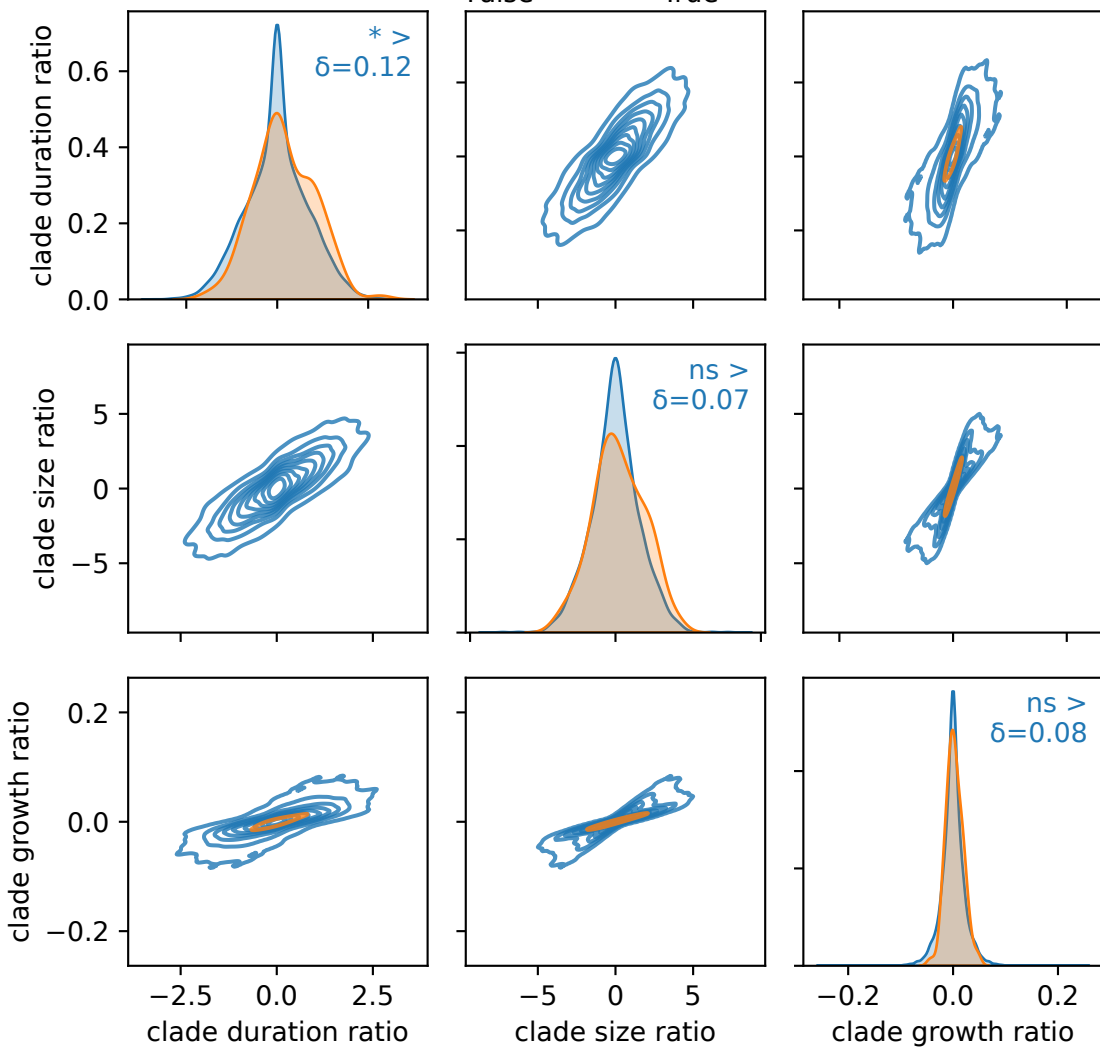 clade duration ratio
0.6
0.4
0.2
0.0
* >
δ=0.12
clade size ratio
5
0
−5
ns >
δ=0.07
clade growth ratio
0.2
0.0
−0.2
ns >
δ=0.08
−2.5 0.0 2.5
−5 0 5
−0.2 0.0 0.2
clade duration ratio
clade size ratio
clade growth ratio